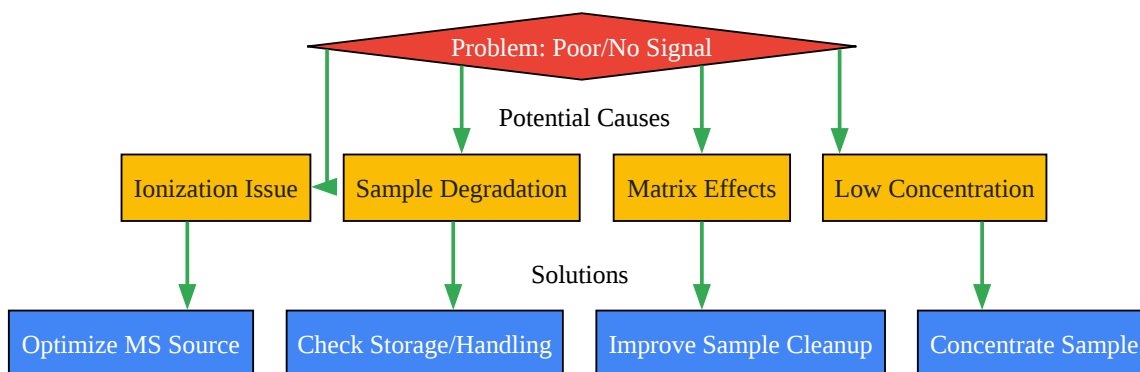 Problem: Poor/No Signal
Potential Causes
Ionization Issue
Sample Degradation
Matrix Effects
Low Concentration
Solutions
Optimize MS Source
Check Storage/Handling
Improve Sample Cleanup
Concentrate Sample